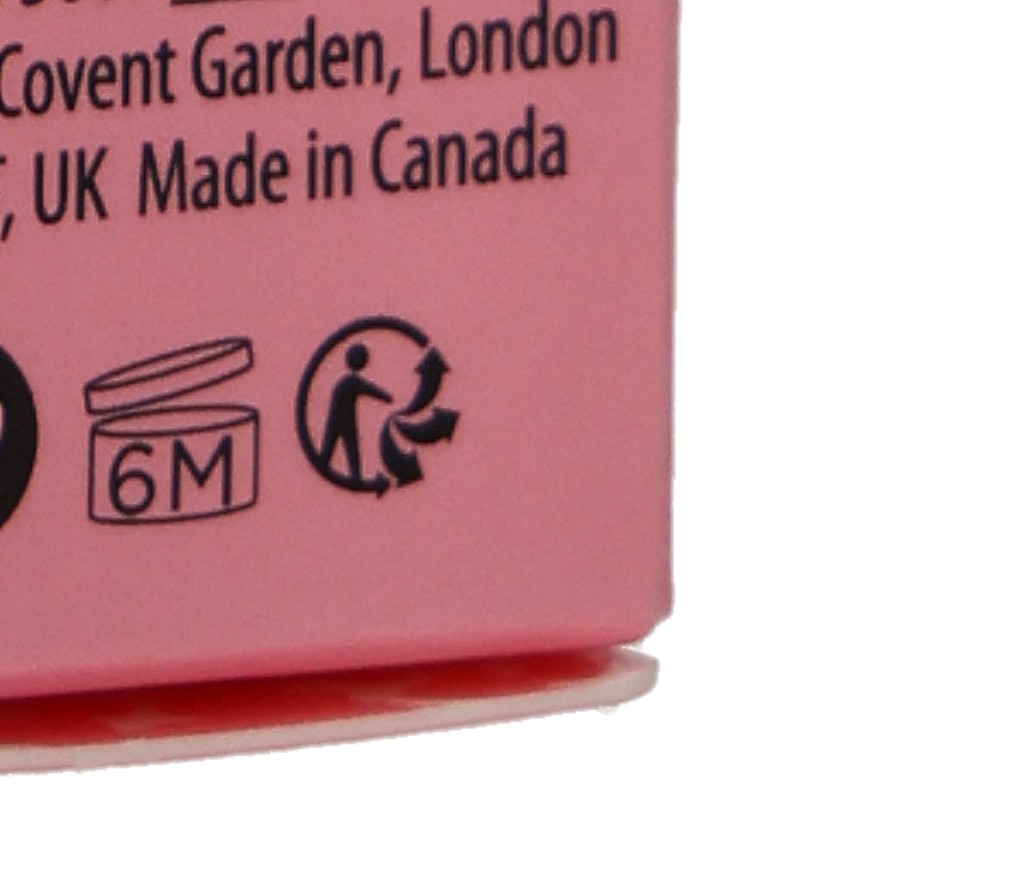 Covent Garden, London
, UK Made in Canada
6M